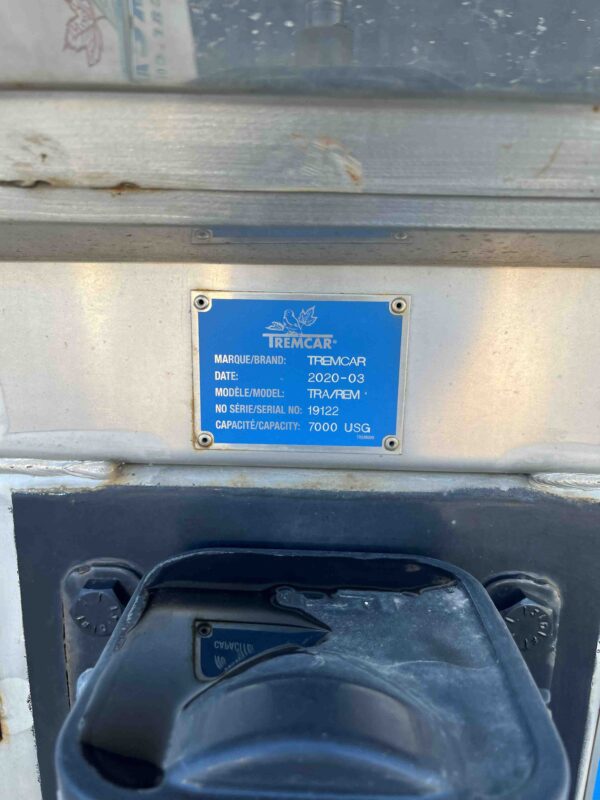 TREMCAR
MARQUE/BRAND: TREMCAR
DATE: 2020-03
MODÈLE/MODEL: TRA/REM
NO SÉRIE/SERIAL NO: 19122
CAPACITÉ/CAPACITY: 7000 USG